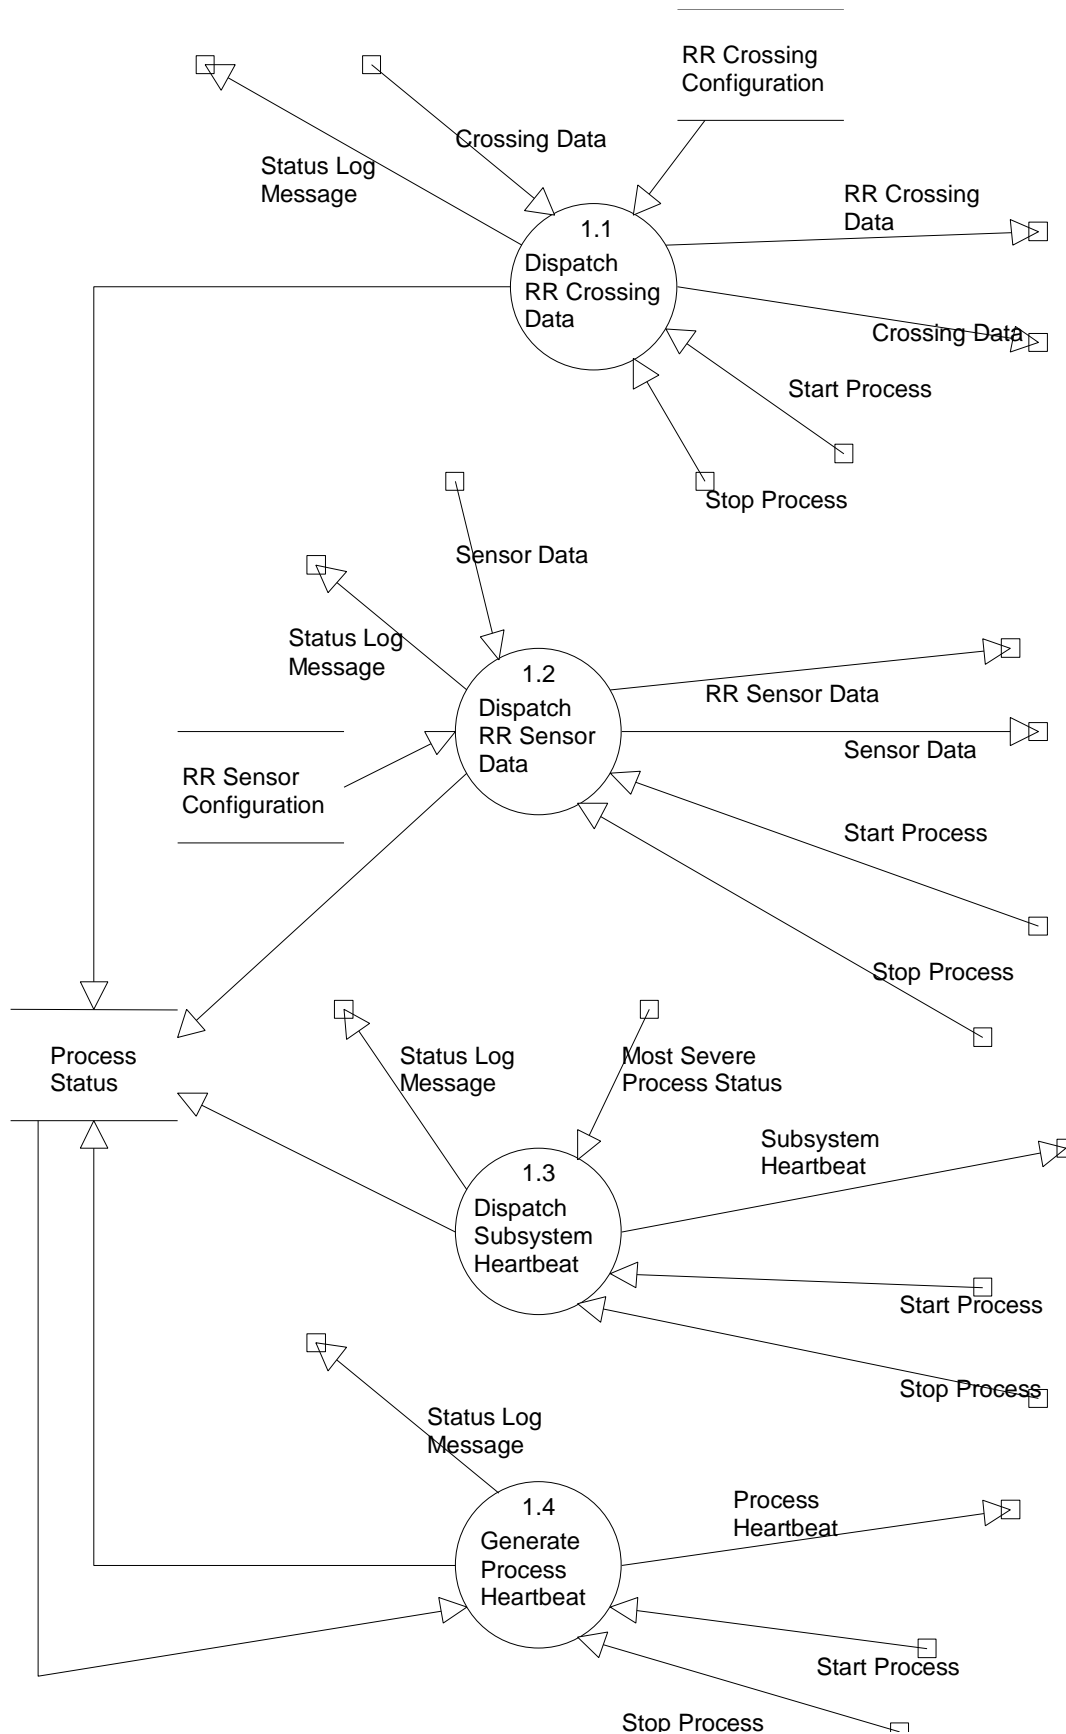 RR Crossing
Configuration
Crossing Data
Status Log
Message
RR Crossing
Data
1.1
Dispatch
RR Crossing
Data
Crossing Data
Start Process
Stop Process
Sensor Data
Status Log
Message
1.2
Dispatch
RR Sensor
Data
RR Sensor Data
Sensor Data
RR Sensor
Configuration
Start Process
Stop Process
Process
Status
Status Log
Message
Most Severe
Process Status
Subsystem
Heartbeat
1.3
Dispatch
Subsystem
Heartbeat
Start Process
Stop Process
Status Log
Message
1.4
Generate
Process
Heartbeat
Process
Heartbeat
Start Process
Stop Process